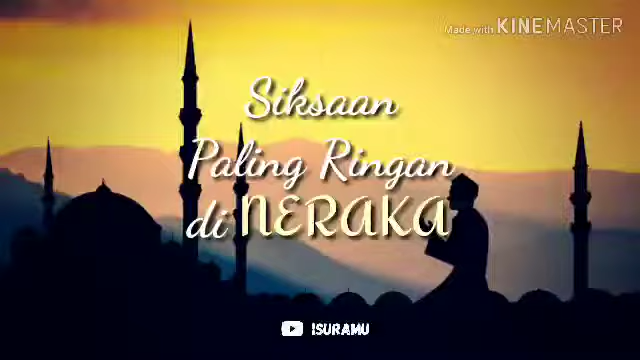 Made with KINEMASTER
Siksaan
Paling Ringan
di NERAKA
ISURAMU